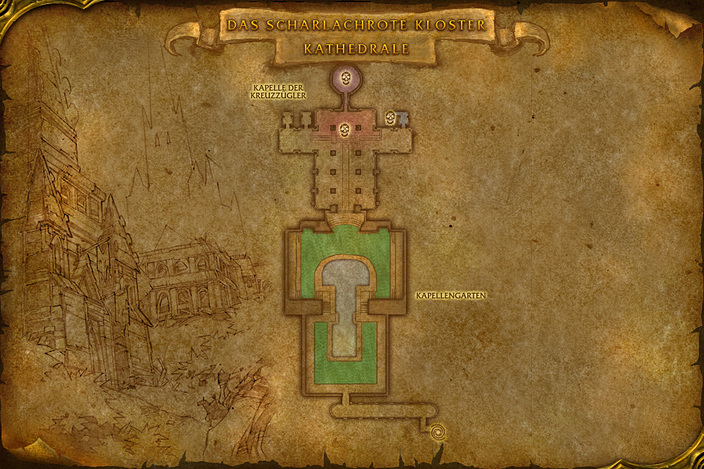 DAS SCHARLACHROTE KLOSTER
KATHEDRALE
KAPELLE DER
KREUZZÜGLER
KAPELLENGARTEN